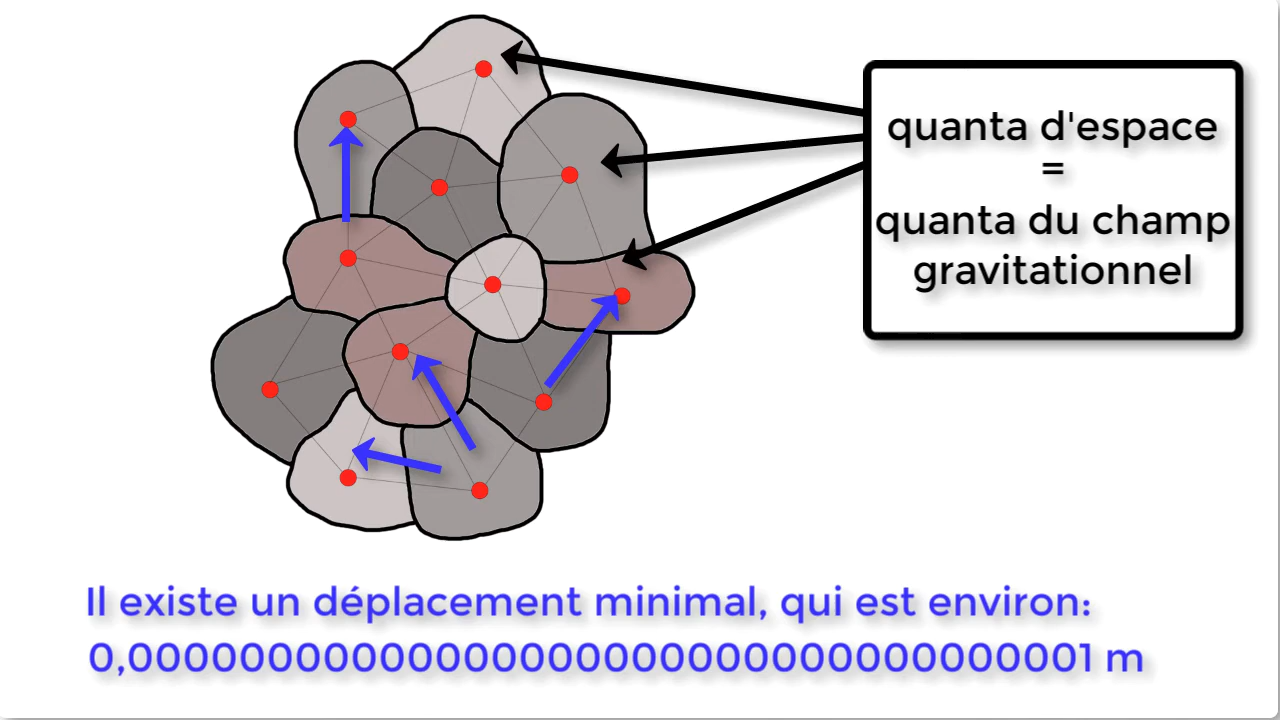 quanta d'espace
=
quanta du champ
gravitationnel
Il existe un déplacement minimal, qui est environ:
0,00000000000000000000000000000000001 m